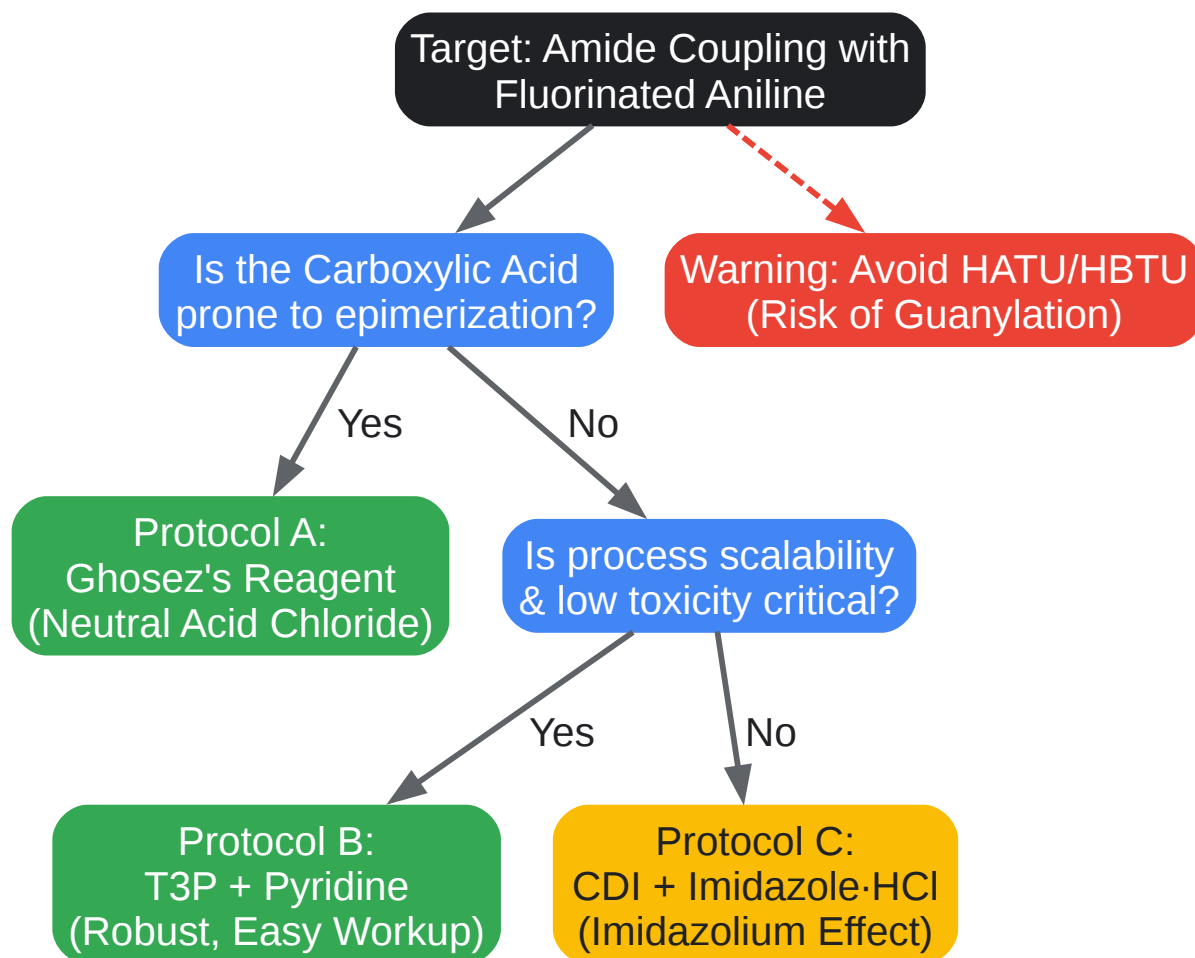 Target: Amide Coupling with
Fluorinated Aniline
Is the Carboxylic Acid
prone to epimerization?
Warning: Avoid HATU/HBTU
(Risk of Guanylation)
Yes
No
Protocol A:
Ghosez's Reagent
(Neutral Acid Chloride)
Is process scalability
& low toxicity critical?
Yes
No
Protocol B:
T3P + Pyridine
(Robust, Easy Workup)
Protocol C:
CDI + Imidazole·HCl
(Imidazolium Effect)